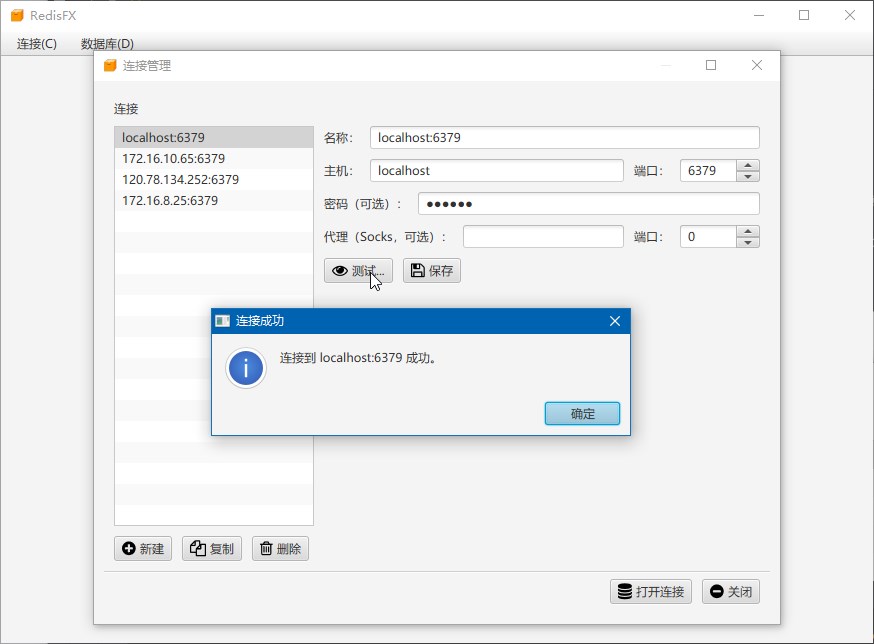 RedisFX
连接(C) 数据库(D)
连接管理
连接
localhost:6379
172.16.10.65:6379
120.78.134.252:6379
172.16.8.25:6379
名称： localhost:6379
主机： localhost 端口： 6379
密码（可选）： ●●●●●●
代理（Socks，可选）： 端口： 0
测试... 保存
连接成功
连接到 localhost:6379 成功。
确定
新建 复制 删除
打开连接 关闭